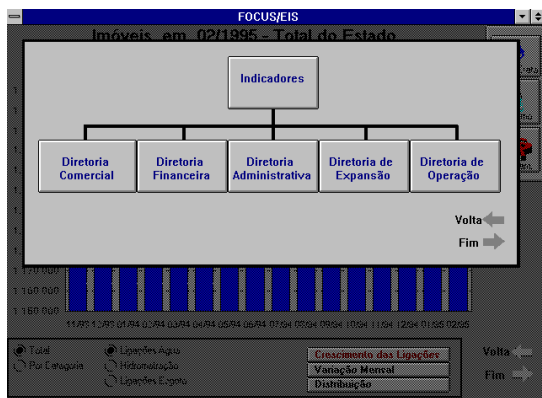 FOCUS/EIS
Imóveis em 02/1995 - Total do Estado
Indicadores
Diretoria Comercial
Diretoria Financeira
Diretoria Administrativa
Diretoria de Expansão
Diretoria de Operação
Volta
Fim
1 170 000
1 160 000
1 150 000
11/93 12/93 01/94 02/94 03/94 04/94 05/94 06/94 07/94 08/94 09/94 10/94 11/94 12/94 01/95 02/95
Total
Por Categoria
Ligações Água
Hidrometração
Ligações Esgoto
Crescimento das Ligações
Variação Mensal
Distribuição
Volta
Fim